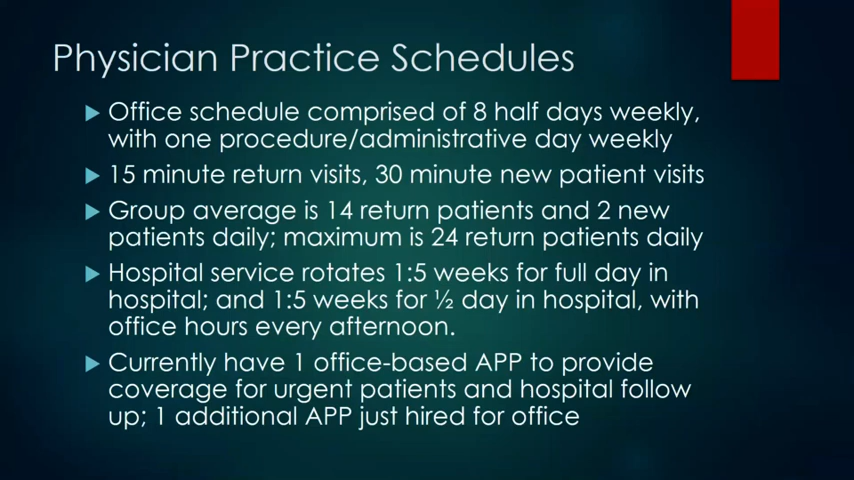 Physician Practice Schedules
Office schedule comprised of 8 half days weekly,
with one procedure/administrative day weekly
15 minute return visits, 30 minute new patient visits
Group average is 14 return patients and 2 new
patients daily; maximum is 24 return patients daily
Hospital service rotates 1:5 weeks for full day in
hospital; and 1:5 weeks for ½ day in hospital, with
office hours every afternoon.
Currently have 1 office-based APP to provide
coverage for urgent patients and hospital follow
up; 1 additional APP just hired for office